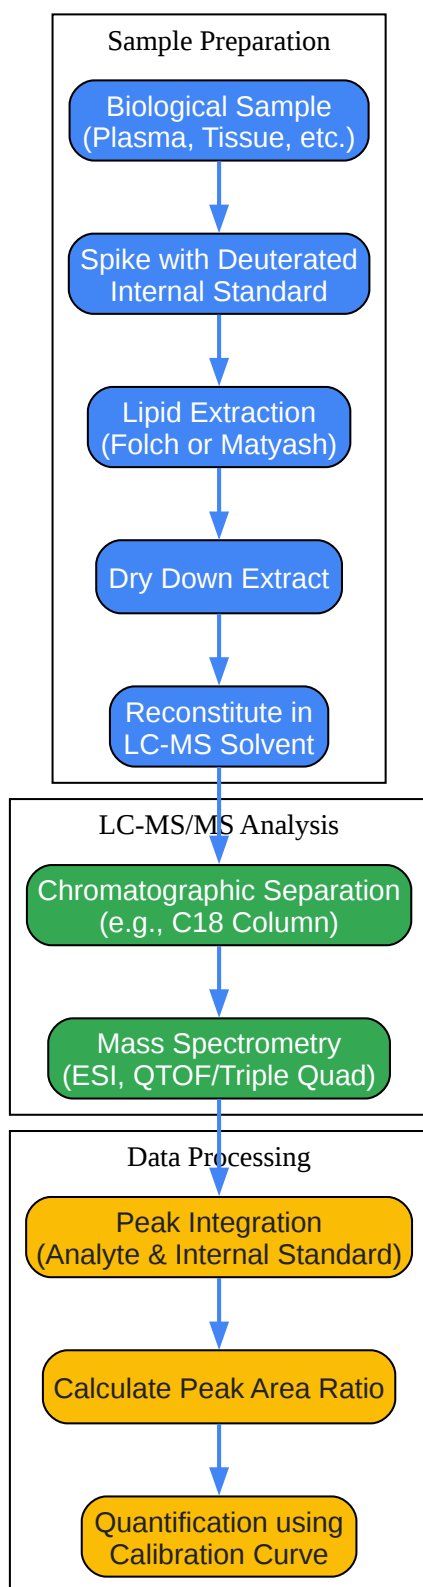 Sample Preparation
Biological Sample
(Plasma, Tissue, etc.)
Spike with Deuterated
Internal Standard
Lipid Extraction
(Folch or Matyash)
Dry Down Extract
Reconstitute in
LC-MS Solvent
LC-MS/MS Analysis
Chromatographic Separation
(e.g., C18 Column)
Mass Spectrometry
(ESI, QTOF/Triple Quad)
Data Processing
Peak Integration
(Analyte & Internal Standard)
Calculate Peak Area Ratio
Quantification using
Calibration Curve